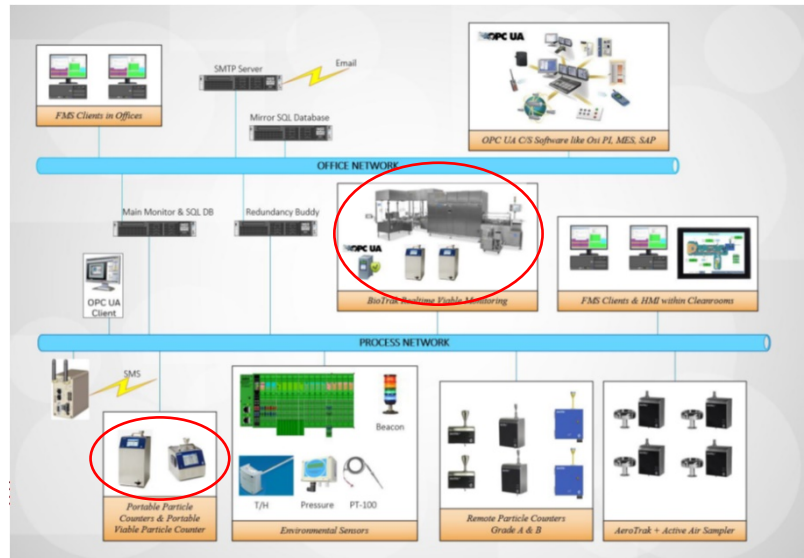 SMTP Server
Email
OPC UA
FMS Clients in Offices
Mirror SQL Database
OPC UA C/S Software like Osi PI, MES, SAP
OFFICE NETWORK
Main Monitor & SQL DB
Redundancy Buddy
OPC UA
OPC UA
Client
BioTrak Realtime Viable Monitoring
FMS Clients & HMI within Cleanrooms
PROCESS NETWORK
SMS
Beacon
T/H
Pressure
PT-100
Portable Particle
Counters & Portable
Viable Particle Counter
Environmental Sensors
Remote Particle Counters
Grade A & B
AeroTrak + Active Air Sampler